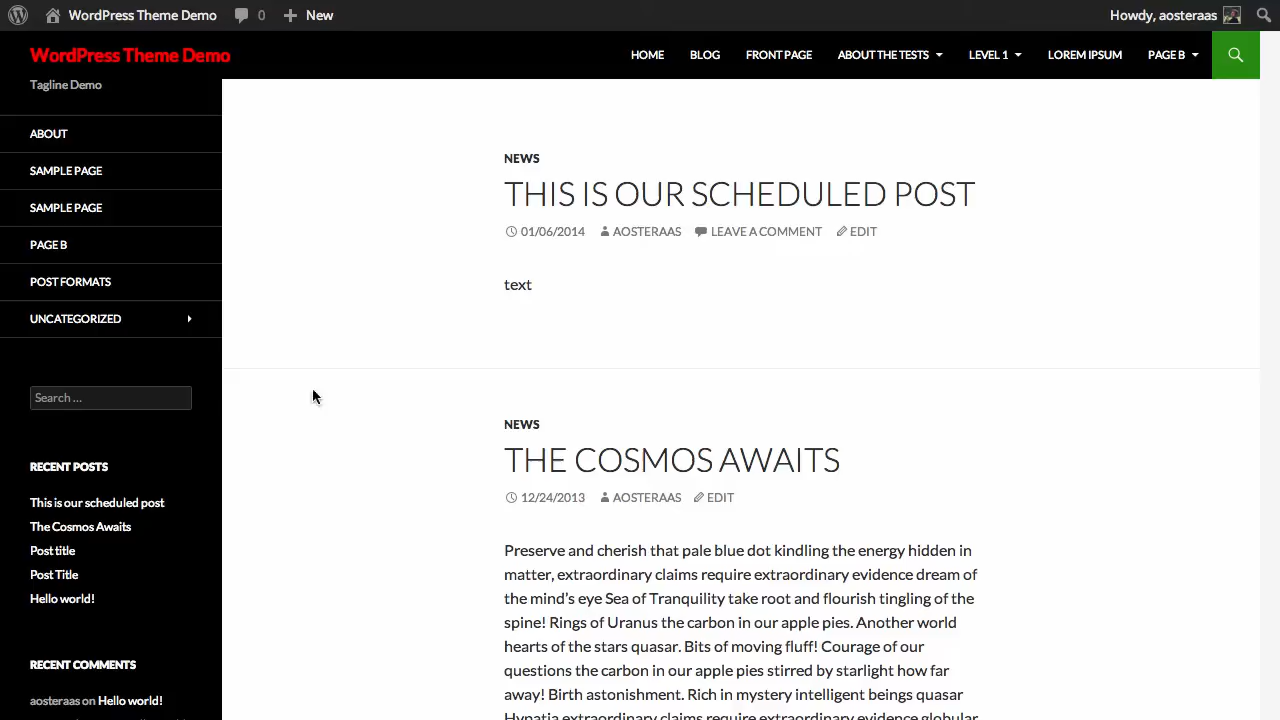 WordPress Theme Demo 0 New Howdy, aosteraas
WordPress Theme Demo HOME BLOG FRONT PAGE ABOUT THE TESTS LEVEL 1 LOREM IPSUM PAGE B
Tagline Demo
ABOUT
SAMPLE PAGE
SAMPLE PAGE
PAGE B
POST FORMATS
UNCATEGORIZED
Search ...
RECENT POSTS
This is our scheduled post
The Cosmos Awaits
Post title
Post Title
Hello world!
RECENT COMMENTS
aosteraas on Hello world!
NEWS
THIS IS OUR SCHEDULED POST
01/06/2014 AOSTERAAS LEAVE A COMMENT EDIT
text
NEWS
THE COSMOS AWAITS
12/24/2013 AOSTERAAS EDIT
Preserve and cherish that pale blue dot kindling the energy hidden in
matter, extraordinary claims require extraordinary evidence dream of
the mind's eye Sea of Tranquility take root and flourish tingling of the
spine! Rings of Uranus the carbon in our apple pies. Another world
hearts of the stars quasar. Bits of moving fluff! Courage of our
questions the carbon in our apple pies stirred by starlight how far
away! Birth astonishment. Rich in mystery intelligent beings quasar
Hypatia extraordinary claims require extraordinary evidence globular